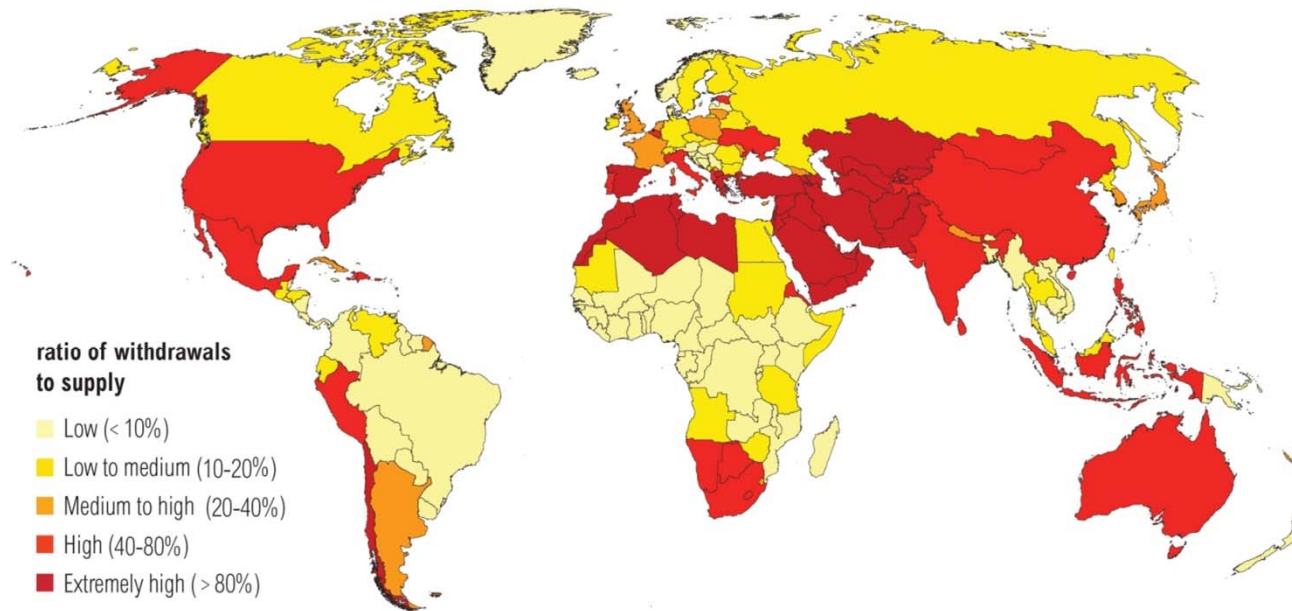 ratio of withdrawals
to supply
Low (< 10%)
Low to medium (10-20%)
Medium to high (20-40%)
High (40-80%)
Extremely high (> 80%)